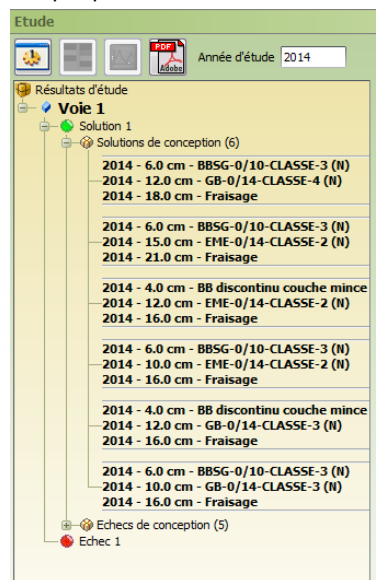 Etude
PDF
Adobe
Année d'étude 2014
Résultats d'étude
Voie 1
Solution 1
Solutions de conception (6)
2014 - 6.0 cm - BBSG-0/10-CLASSE-3 (N)
2014 - 12.0 cm - GB-0/14-CLASSE-4 (N)
2014 - 18.0 cm - Fraisage
2014 - 6.0 cm - BBSG-0/10-CLASSE-3 (N)
2014 - 15.0 cm - EME-0/14-CLASSE-2 (N)
2014 - 21.0 cm - Fraisage
2014 - 4.0 cm - BB discontinu couche mince
2014 - 12.0 cm - EME-0/14-CLASSE-2 (N)
2014 - 16.0 cm - Fraisage
2014 - 6.0 cm - BBSG-0/10-CLASSE-3 (N)
2014 - 10.0 cm - EME-0/14-CLASSE-2 (N)
2014 - 16.0 cm - Fraisage
2014 - 4.0 cm - BB discontinu couche mince
2014 - 12.0 cm - GB-0/14-CLASSE-3 (N)
2014 - 16.0 cm - Fraisage
2014 - 6.0 cm - BBSG-0/10-CLASSE-3 (N)
2014 - 10.0 cm - GB-0/14-CLASSE-3 (N)
2014 - 16.0 cm - Fraisage
Echecs de conception (5)
Echec 1